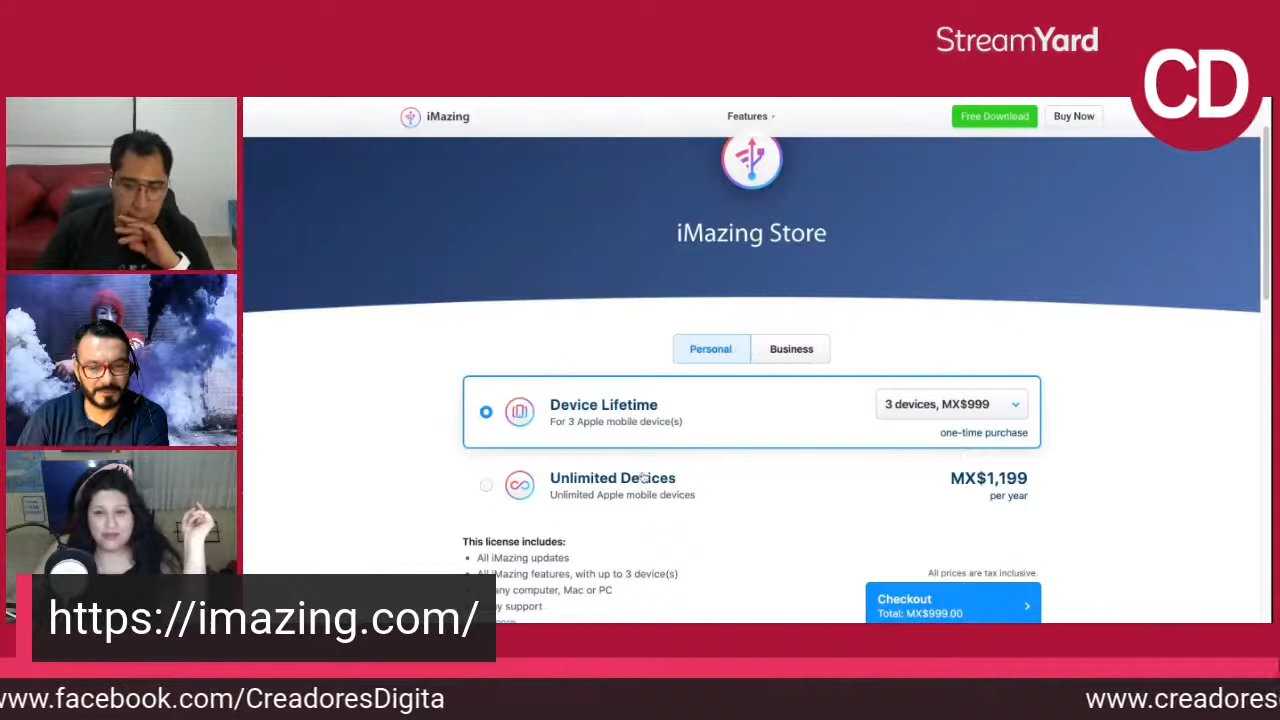 StreamYard
CD
iMazing
Features
Free Download
Buy Now
iMazing Store
Personal
Business
Device Lifetime
For 3 Apple mobile device(s)
3 devices, MX$999
one-time purchase
Unlimited Devices
Unlimited Apple mobile devices
MX$1,199
per year
This license includes:
• All iMazing updates
All iMazing features, with up to 3 device(s)
any computer, Mac or PC
support
All prices are tax inclusive.
Checkout
Total: MX$999.00
https://imazing.com/
www.facebook.com/CreadoresDigita
www.creadores